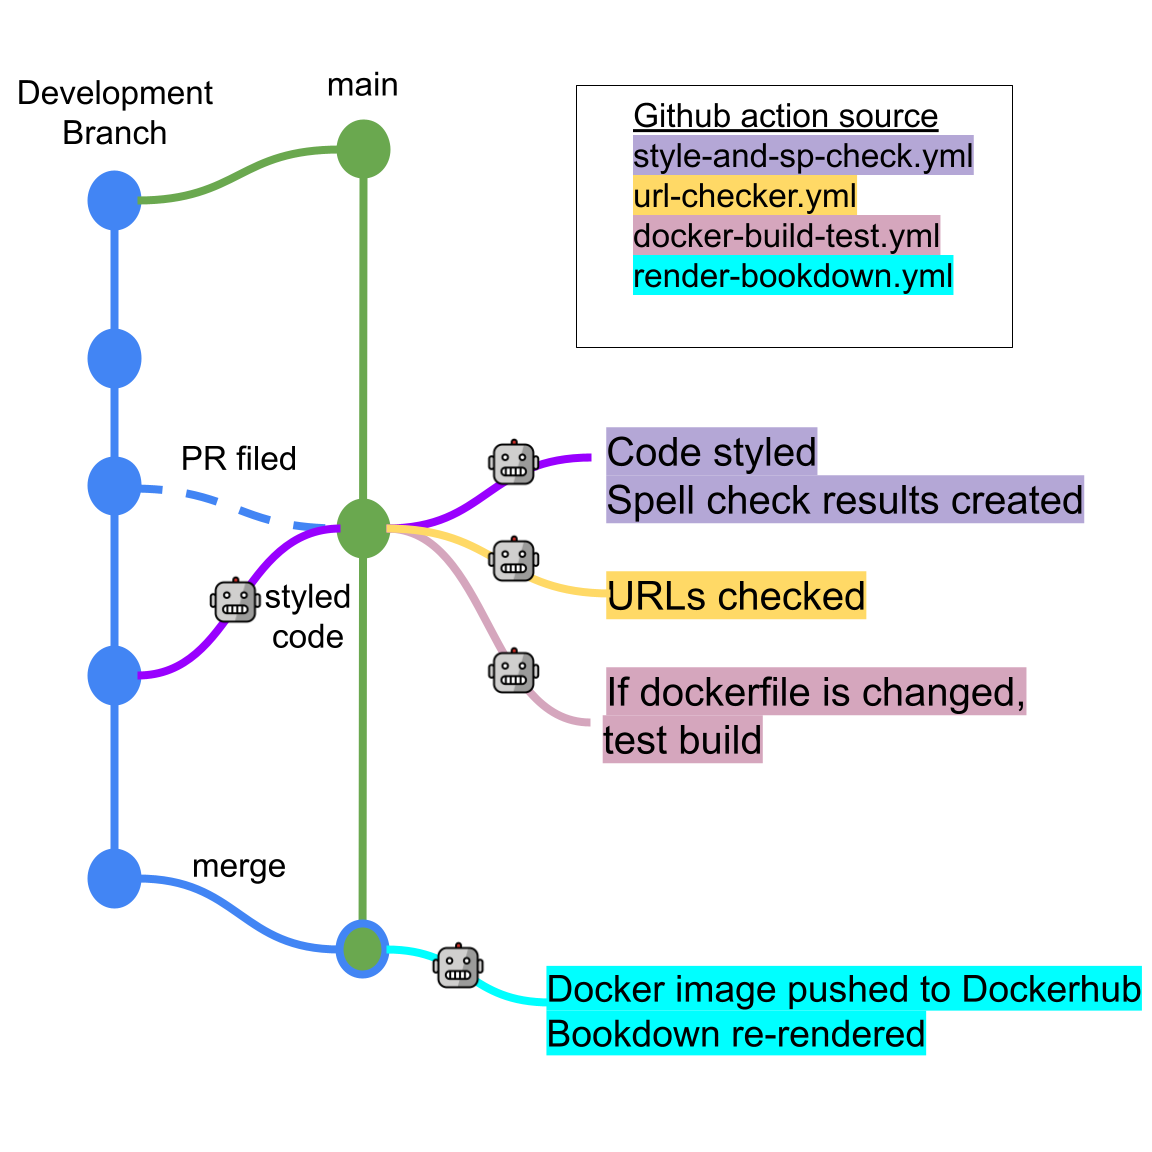 Development
Branch
main
Github action source
style-and-sp-check.yml
url-checker.yml
docker-build-test.yml
render-bookdown.yml
PR filed
Code styled
Spell check results created
styled
code
URLs checked
If dockerfile is changed,
test build
merge
Docker image pushed to Dockerhub
Bookdown re-rendered